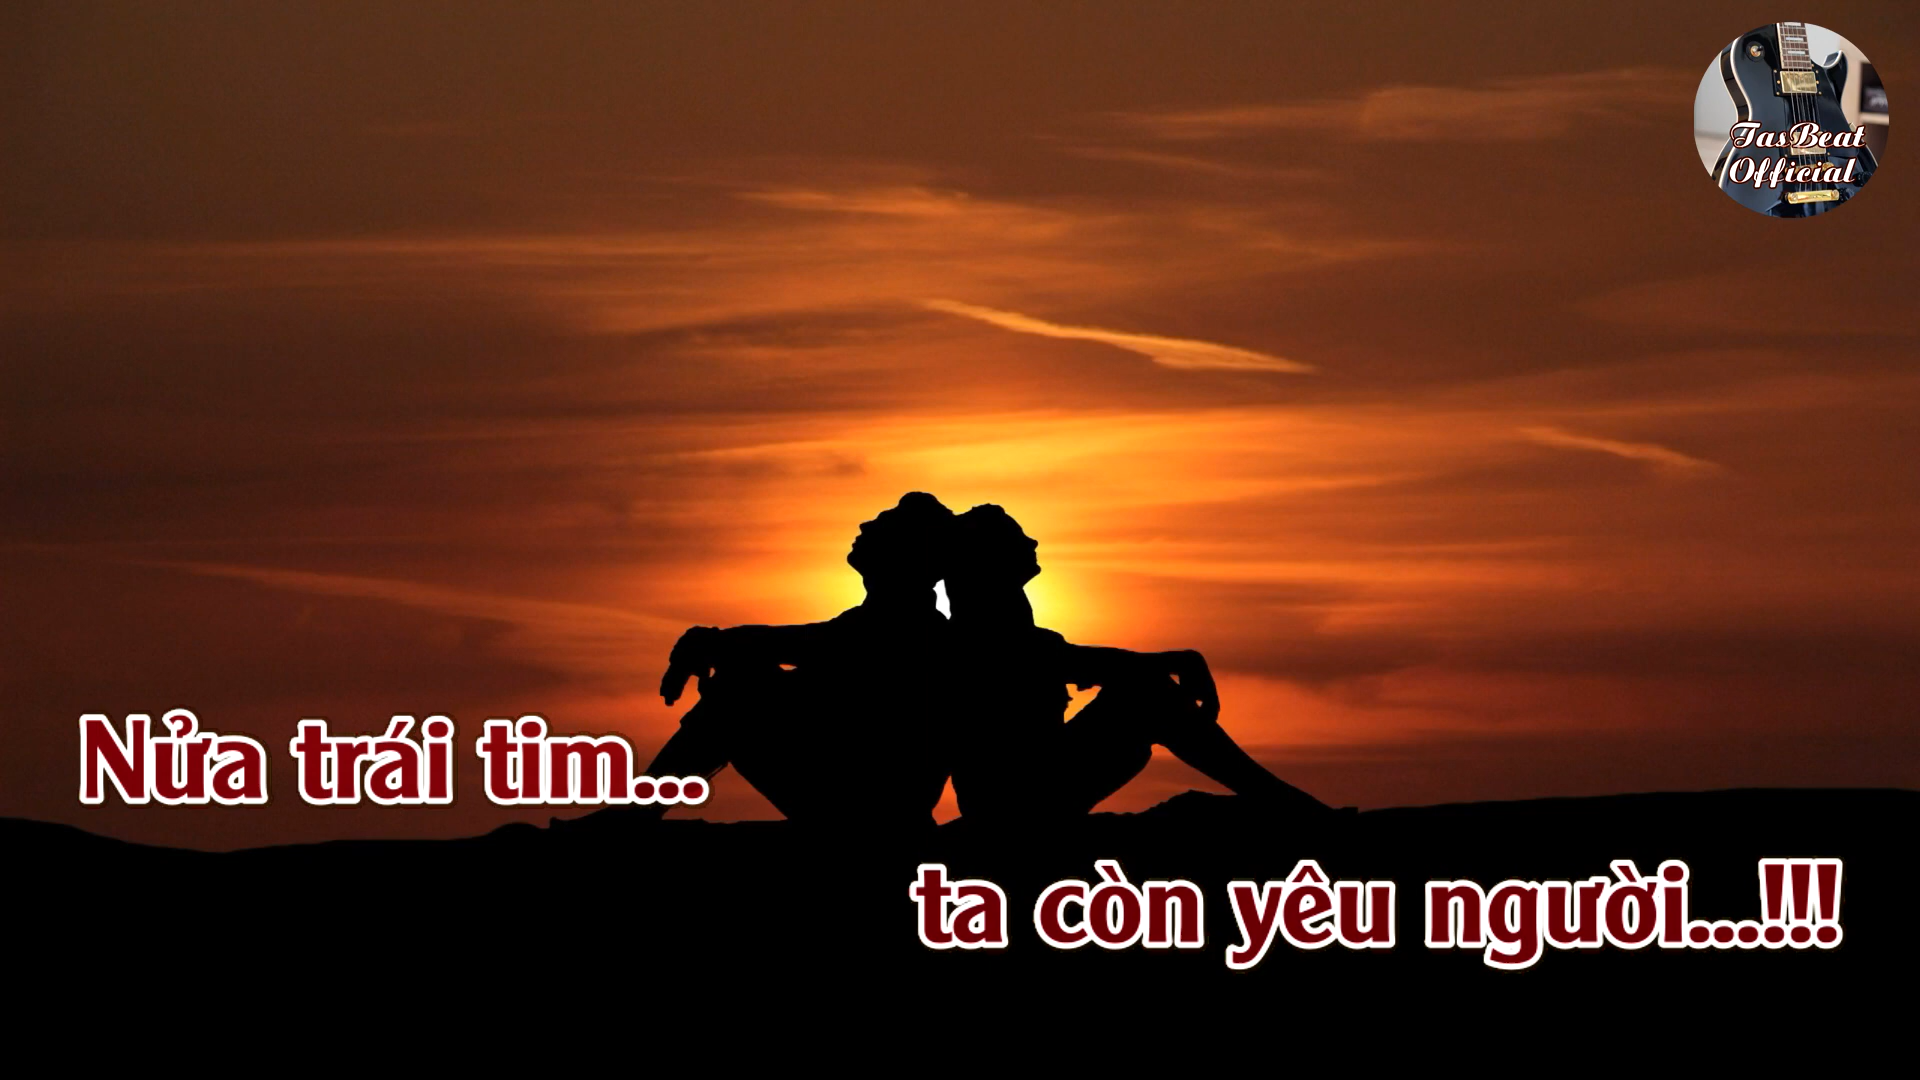 TasBeat
Official
Nửa trái tim...
ta còn yêu người...!!!